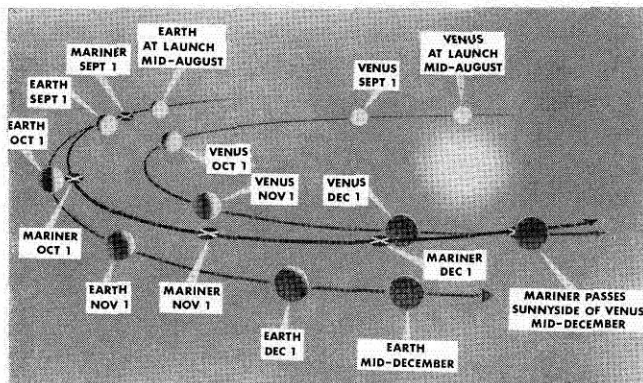 EARTH
AT LAUNCH
MID-AUGUST
MARINER
SEPT 1
EARTH
SEPT 1
EARTH
OCT 1
VENUS
AT LAUNCH
MID-AUGUST
VENUS
SEPT 1
VENUS
OCT 1
VENUS
NOV 1
VENUS
DEC 1
MARINER
OCT 1
EARTH
NOV 1
MARINER
NOV 1
MARINER
DEC 1
EARTH
DEC 1
EARTH
MID-DECEMBER
MARINER PASSES
SUNNYSIDE OF VENUS
MID-DECEMBER